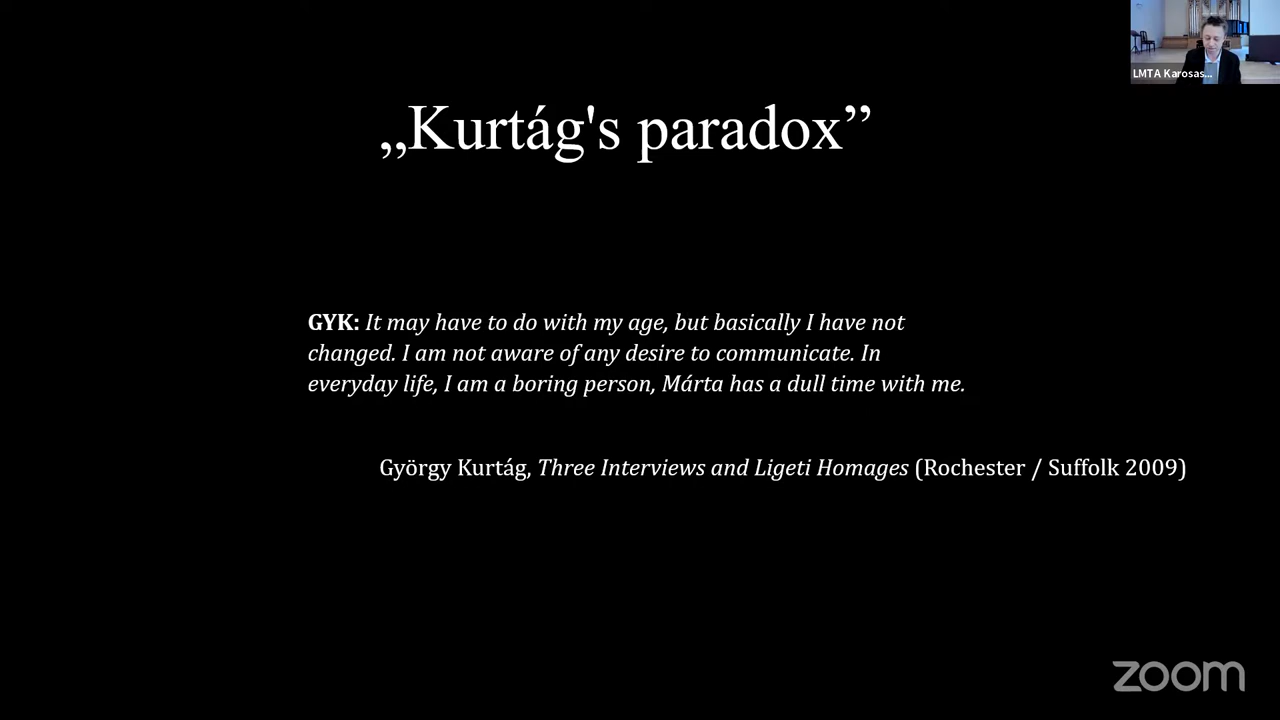 LMTA Karosas...
„Kurtág's paradox”
GYK: It may have to do with my age, but basically I have not
changed. I am not aware of any desire to communicate. In
everyday life, I am a boring person, Márta has a dull time with me.
György Kurtág, Three Interviews and Ligeti Homages (Rochester / Suffolk 2009)
zoom